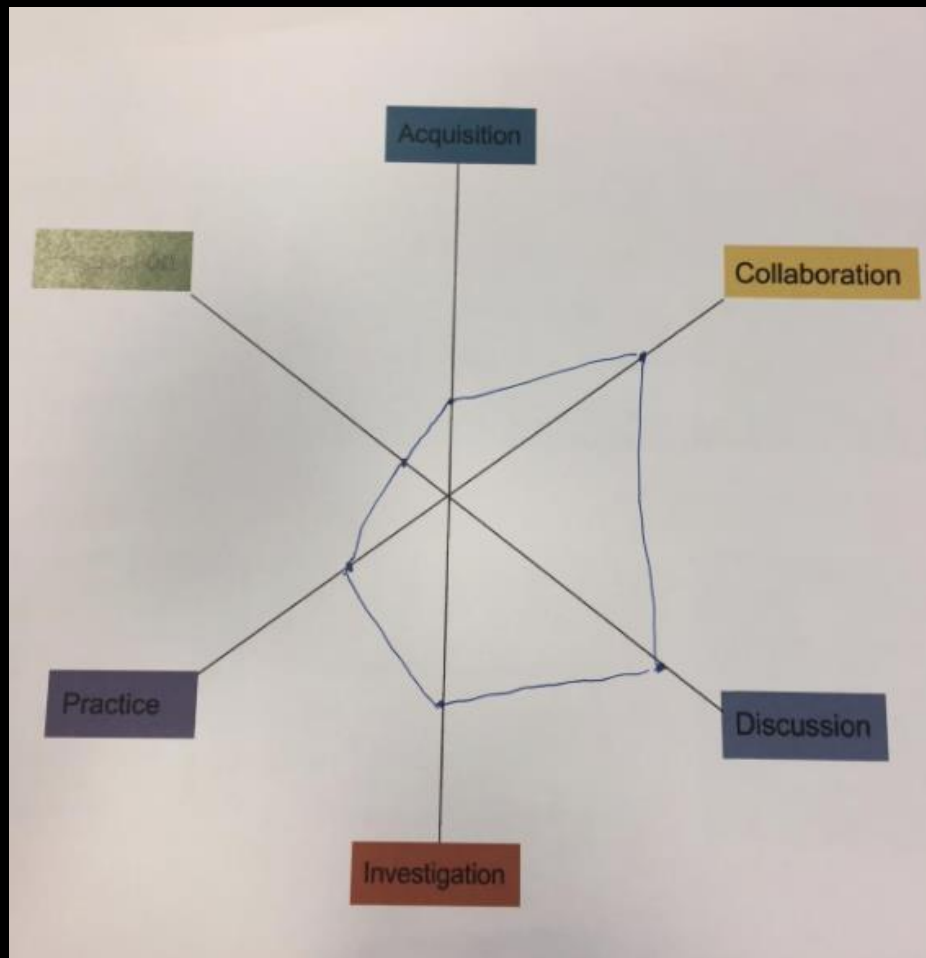 Acquisition
Collaboration
Practice
Discussion
Investigation